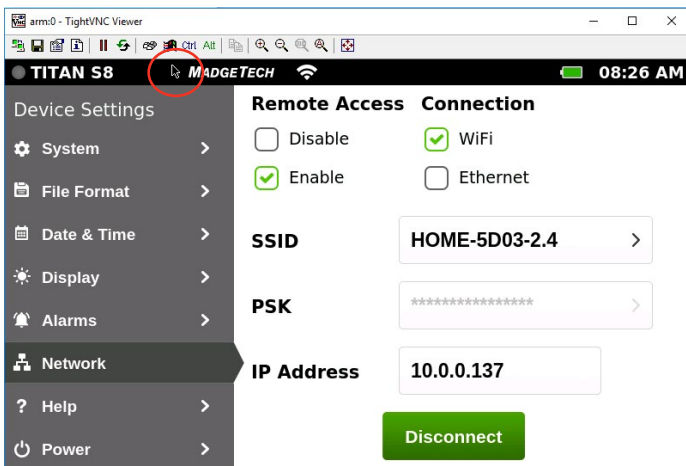 arm:0 - TightVNC Viewer
Ctrl Alt
TITAN S8 MADGETECH 08:26 AM
Device Settings
System
File Format
Date & Time
Display
Alarms
Network
? Help
Power
Remote Access Connection
Disable WiFi
Enable Ethernet
SSID HOME-5D03-2.4
PSK ****************
IP Address 10.0.0.137
Disconnect